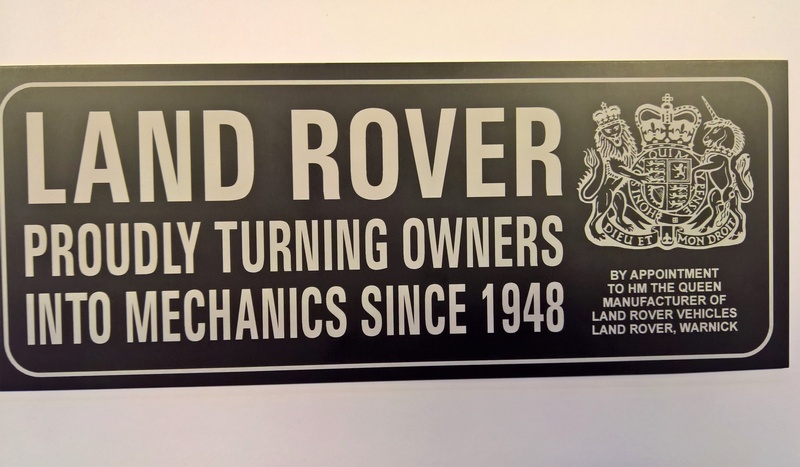 LAND ROVER
PROUDLY TURNING OWNERS
INTO MECHANICS SINCE 1948
DIEU ET MON DROIT
BY APPOINTMENT
TO HM THE QUEEN
MANUFACTURER OF
LAND ROVER VEHICLES
LAND ROVER, WARNICK